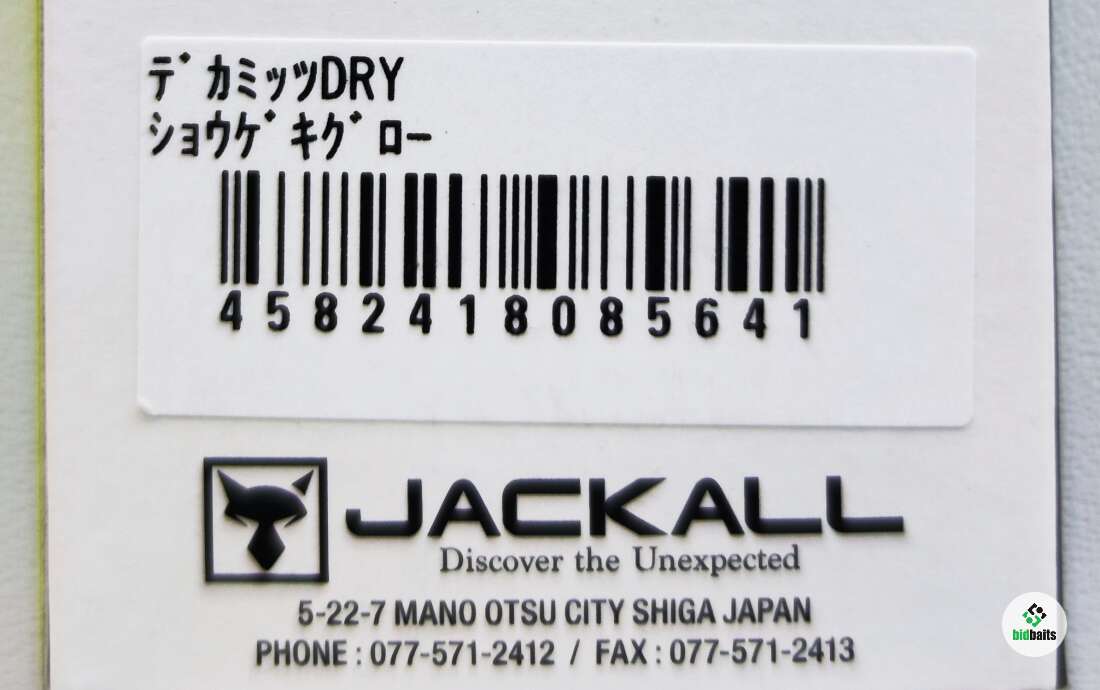 ﾃﾞｶﾐｯﾂDRY
ｼｮｳｹﾞｷｸﾞﾛｰ
4582418085641
JACKALL
Discover the Unexpected
5-22-7 MANO OTSU CITY SHIGA JAPAN
PHONE : 077-571-2412 / FAX : 077-571-2413
bidbaits